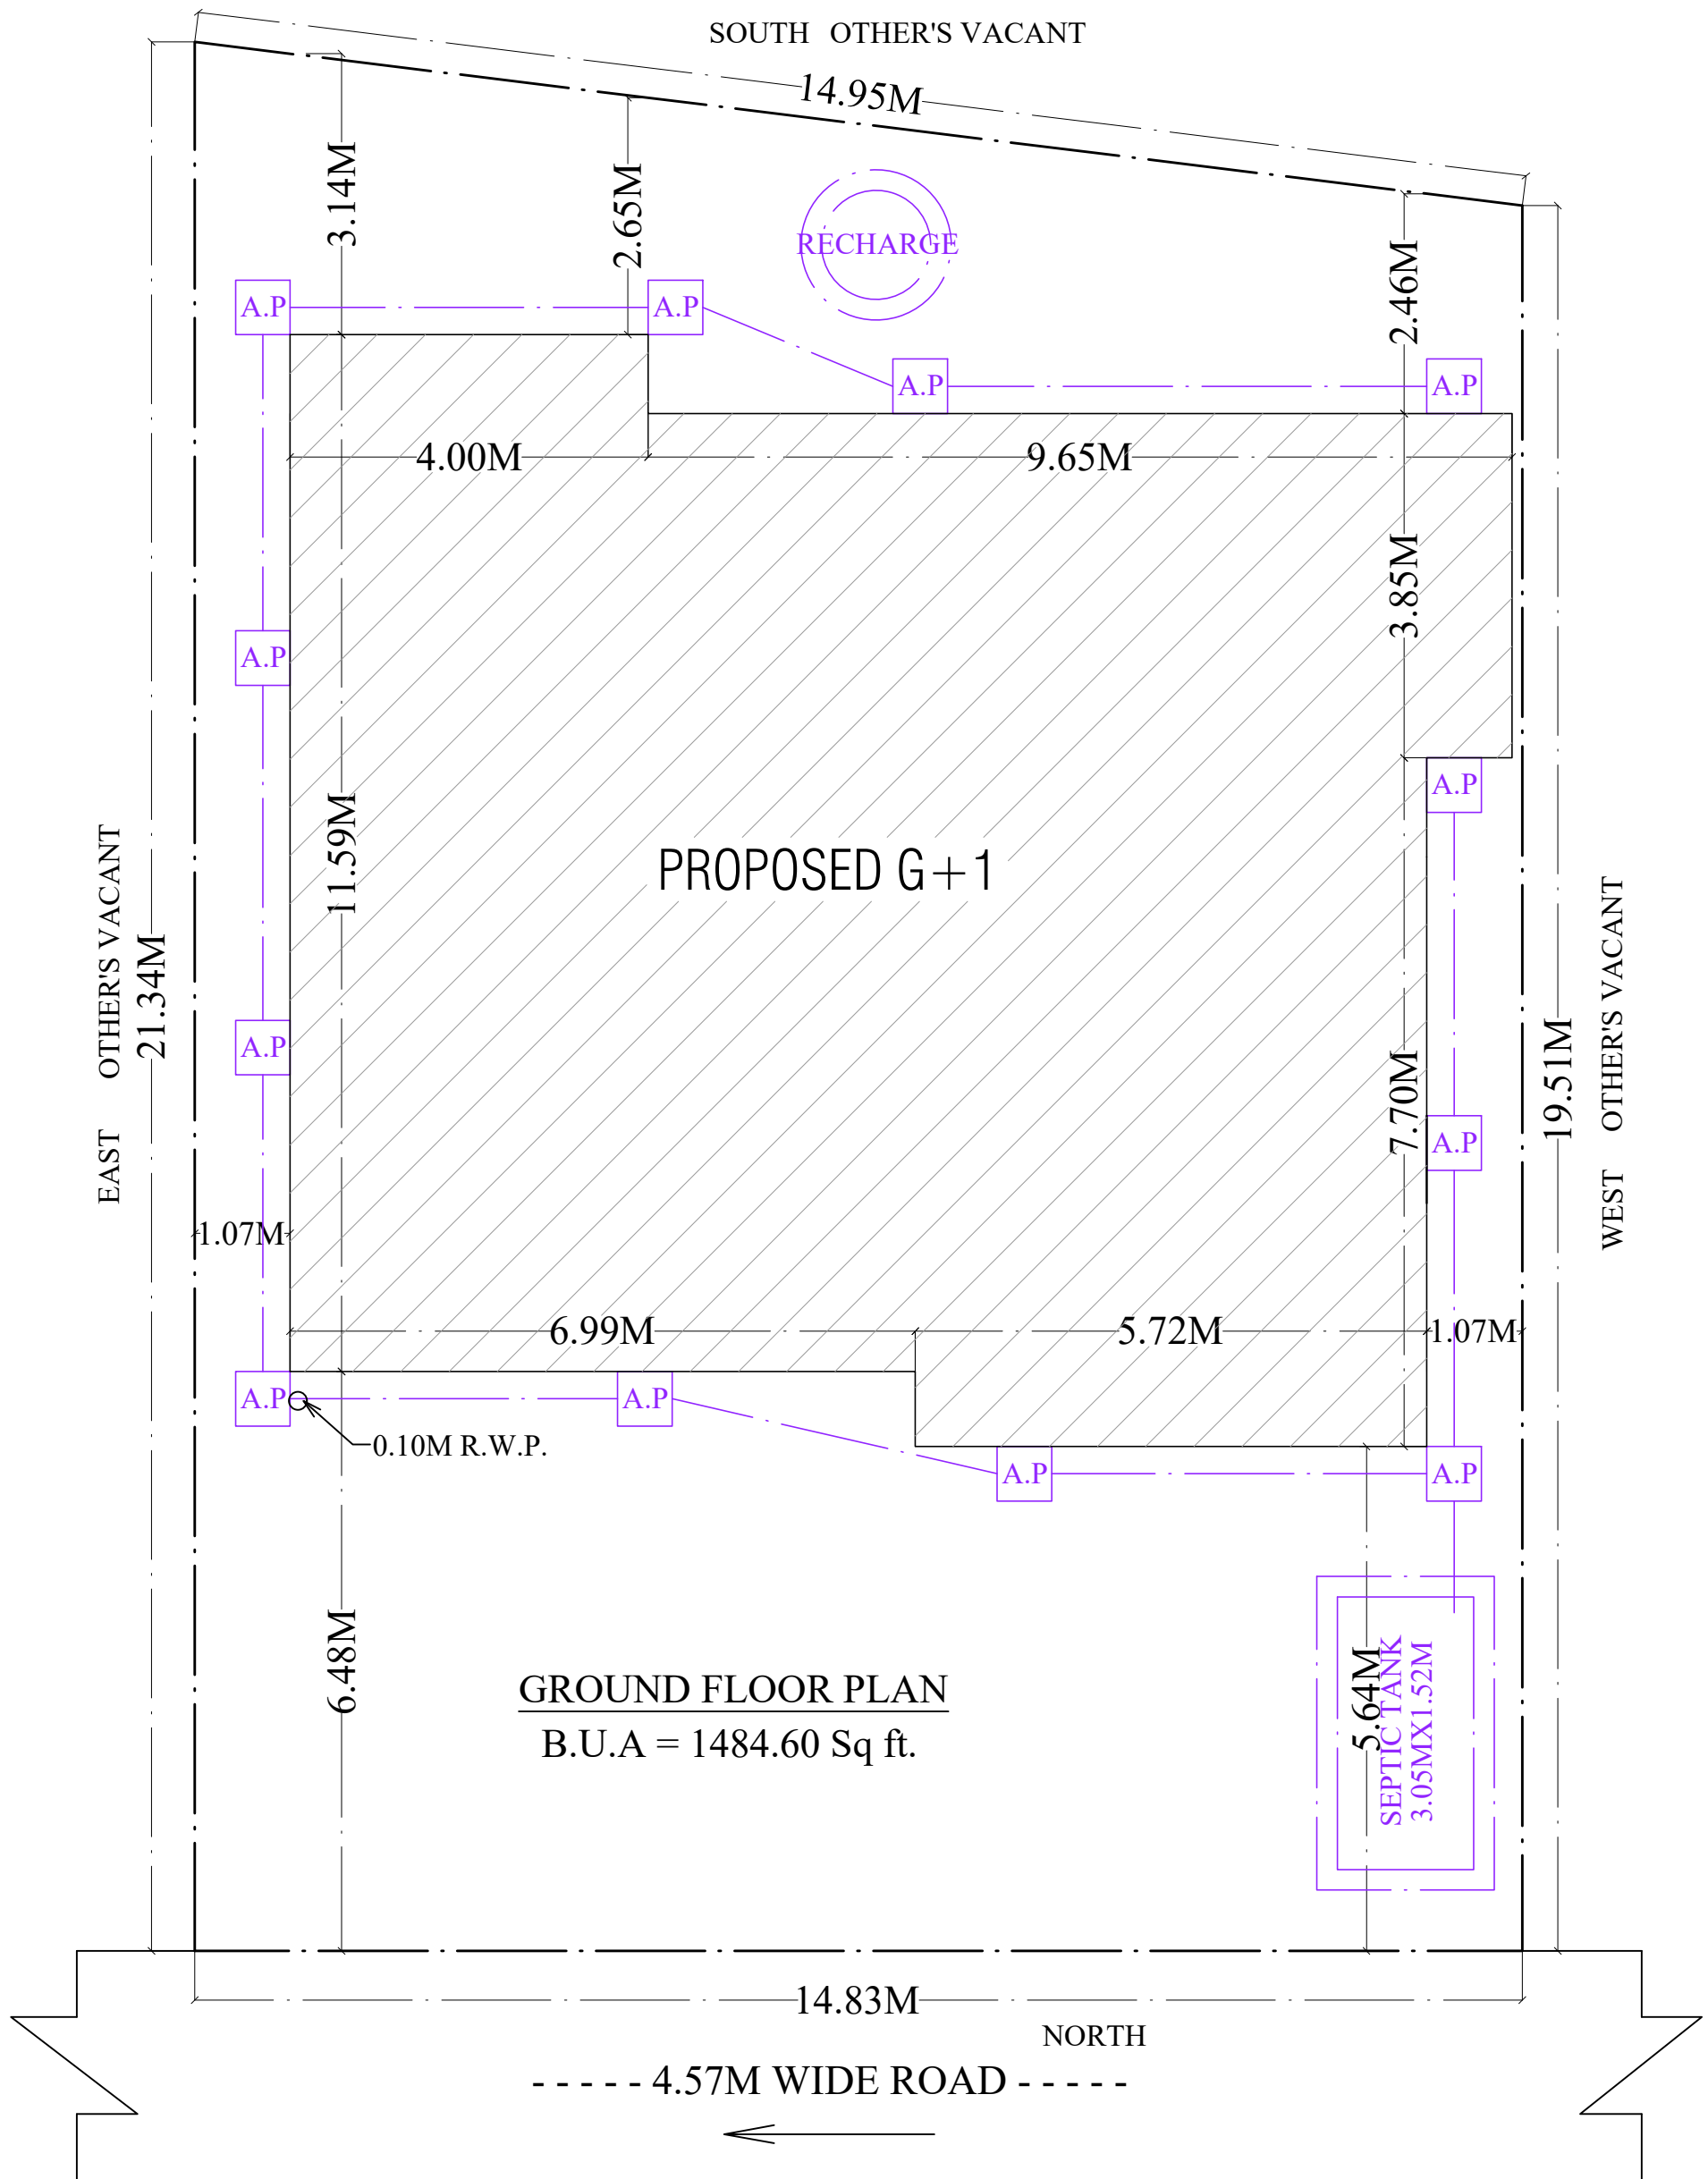 SOUTH OTHER'S VACANT
14.95M
3.14M
2.65M
RECHARGE
2.46M
A.P
A.P
A.P
A.P
4.00M
9.65M
3.85M
A.P
A.P
PROPOSED G+1
11.59M
EAST OTHER'S VACANT
21.34M
WEST OTHER'S VACANT
19.51M
A.P
7.70M
A.P
1.07M
6.99M
5.72M
1.07M
A.P
A.P
0.10M R.W.P.
A.P
A.P
6.48M
5.64M
SEPTIC TANK
3.05MX1.52M
GROUND FLOOR PLAN
B.U.A = 1484.60 Sq ft.
14.83M
NORTH
- - - - - 4.57M WIDE ROAD - - - - -